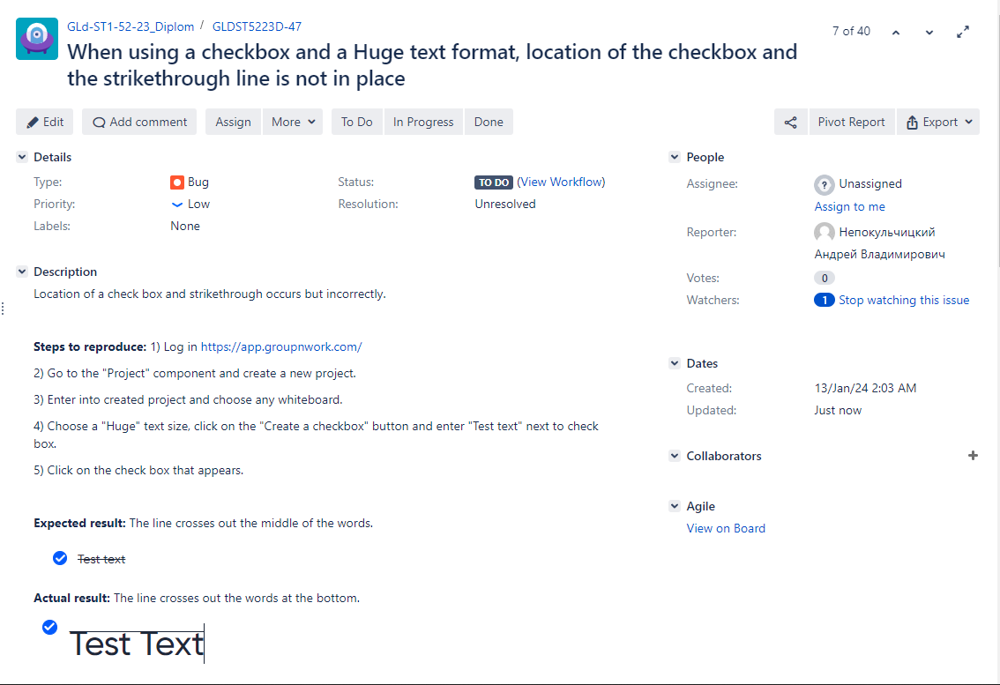 GLd-ST1-52-23_Diplom / GLDST5223D-47
7 of 40
When using a checkbox and a Huge text format, location of the checkbox and
the strikethrough line is not in place
Edit Add comment Assign More To Do In Progress Done
Pivot Report Export
Details
Type: Bug Status: TO DO (View Workflow)
Priority: Low Resolution: Unresolved
Labels: None
Description
Location of a check box and strikethrough occurs but incorrectly.
Steps to reproduce: 1) Log in https://app.groupnwork.com/
2) Go to the "Project" component and create a new project.
3) Enter into created project and choose any whiteboard.
4) Choose a "Huge" text size, click on the "Create a checkbox" button and enter "Test text" next to check
box.
5) Click on the check box that appears.
Expected result: The line crosses out the middle of the words.
Test text
Actual result: The line crosses out the words at the bottom.
Test Text
People
Assignee: Unassigned
Assign to me
Reporter: Непокульчицкий
Андрей Владимирович
Votes: 0
Watchers: 1 Stop watching this issue
Dates
Created: 13/Jan/24 2:03 AM
Updated: Just now
Collaborators
Agile
View on Board